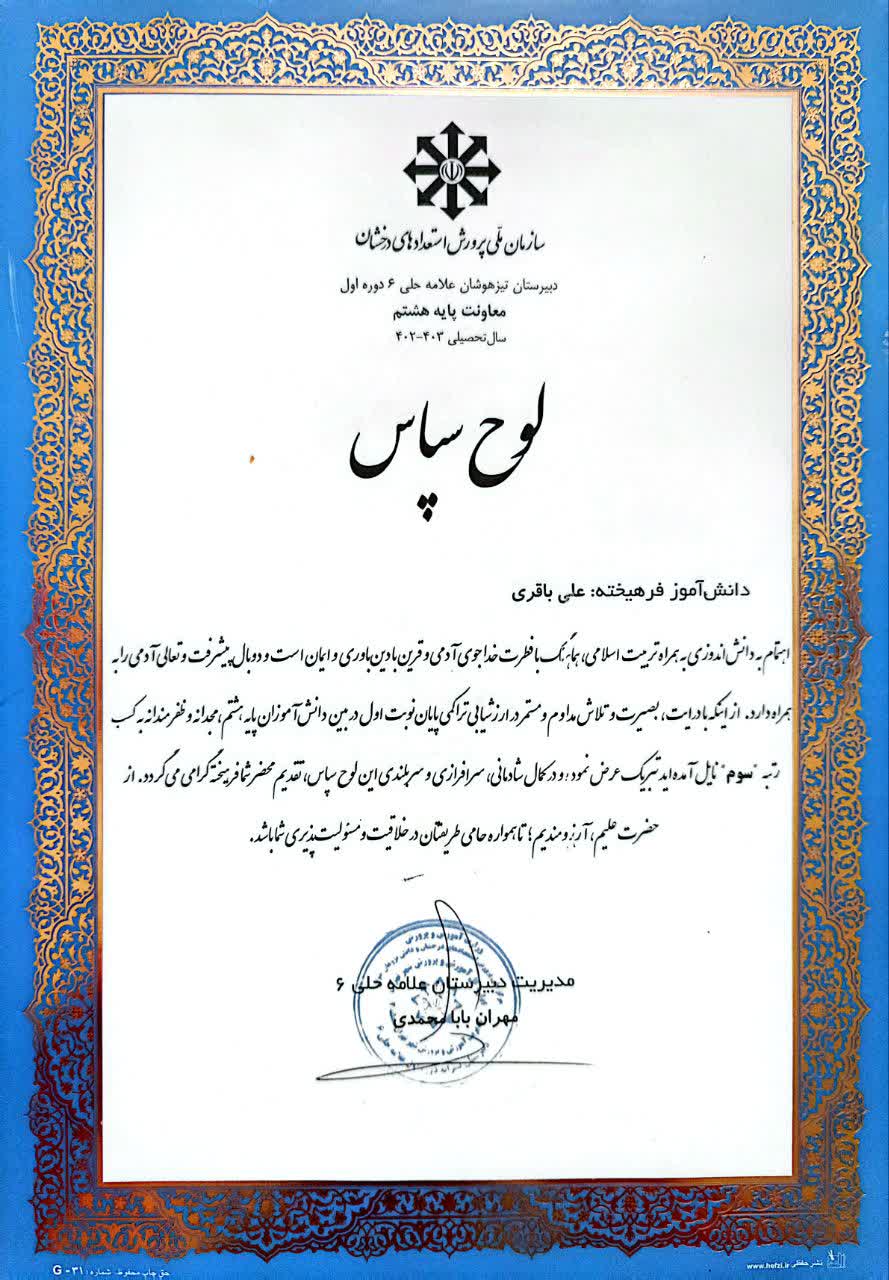 سازمان ملّی پرورش استعدادهای درخشان
دبیرستان تیزهوشان علامه حلی ۶ دوره اول
معاونت پایه هشتم
سال تحصیلی ۴۰۳-۴۰۲
لوح سپاس
دانش‌آموز فرهیخته: علی باقری
اهتمام به دانش اندوزی به همراه تربیت اسلامی، هماهنگ با فطرت خداجوی آدمی و قرین با دین باوری و ایمان است و دو بال پیشرفت و تعالی آدمی را به
همراه دارد. از اینکه با درایت، بصیرت و تلاش مداوم و مستمر در ارزشیابی تراکمی پایان نوبت اول در بین دانش آموزان پایه هشتم، مجدانه و ظفرمندانه به کسب
رتبه "سوم" نایل آمده اید تبریک عرض نموده و در کمال شادمانی، سرافرازی و سربلندی این لوح سپاس، تقدیم محضر شما فرهیخته گرامی می گردد. از
حضرت علیم، آرزومندیم؛ تا همواره حامی طریقتان در خلاقیت و مسئولیت پذیری شما باشد.
مدیریت دبیرستان علامه حلی ۶
مهران بابا محمدی
حق چاپ محفوظ. شماره: G - ۳۱
www.hefzi.ir نشر حفظی